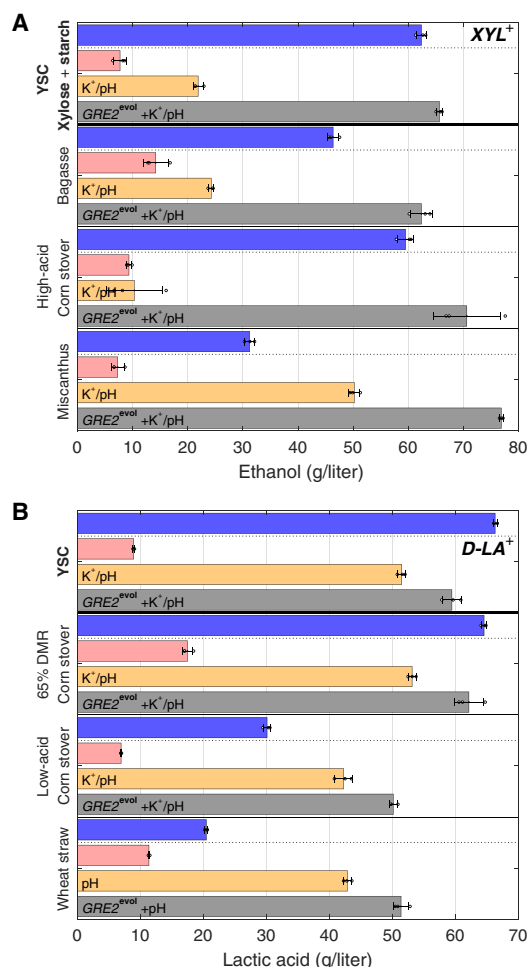 A
XYL+
YSC
Xylose + starch
K+/pH
GRE2evol +K+/pH
Bagasse
K+/pH
GRE2evol +K+/pH
High-acid
Corn stover
K+/pH
GRE2evol +K+/pH
Miscanthus
K+/pH
GRE2evol +K+/pH
0 10 20 30 40 50 60 70 80
Ethanol (g/liter)
B
D-LA+
YSC
K+/pH
GRE2evol +K+/pH
65% DMR
Corn stover
K+/pH
GRE2evol +K+/pH
Low-acid
Corn stover
K+/pH
GRE2evol +K+/pH
Wheat straw
pH
GRE2evol +pH
0 10 20 30 40 50 60 70
Lactic acid (g/liter)